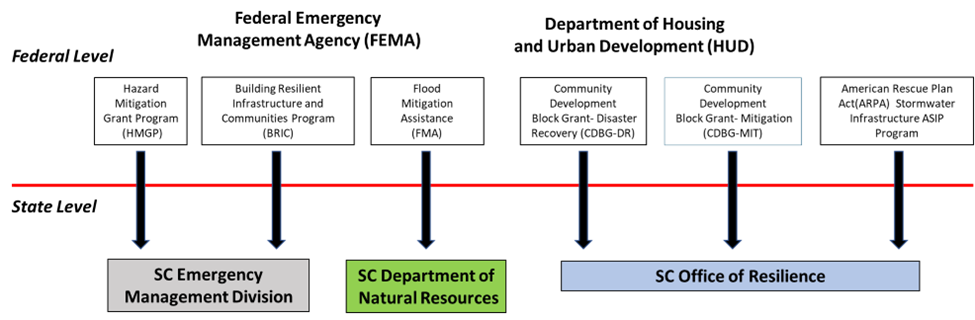 Federal Emergency
Management Agency (FEMA)
Department of Housing
and Urban Development (HUD)
Federal Level
Hazard
Mitigation
Grant Program
(HMGP)
Building Resilient
Infrastructure and
Communities Program
(BRIC)
Flood
Mitigation
Assistance
(FMA)
Community
Development
Block Grant- Disaster
Recovery (CDBG-DR)
Community
Development
Block Grant- Mitigation
(CDBG-MIT)
American Rescue Plan
Act(ARPA) Stormwater
Infrastructure ASIP
Program
State Level
SC Emergency
Management Division
SC Department of
Natural Resources
SC Office of Resilience